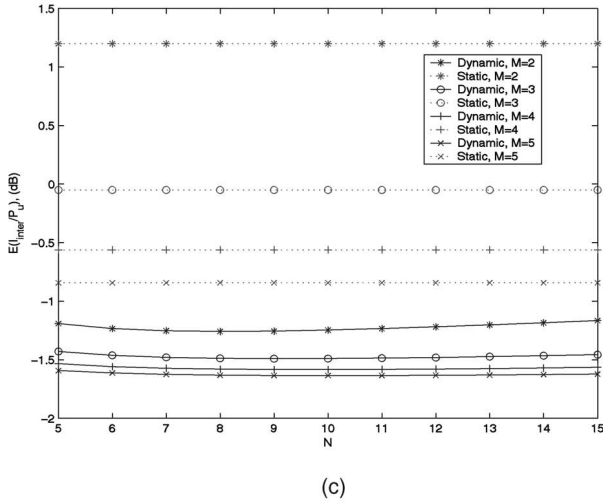 1.5
1
0.5
0
-0.5
-1
-1.5
-2
E(I_inter/P_u), (dB)
Dynamic, M=2
Static, M=2
Dynamic, M=3
Static, M=3
Dynamic, M=4
Static, M=4
Dynamic, M=5
Static, M=5
5 6 7 8 9 10 11 12 13 14 15
N
(c)